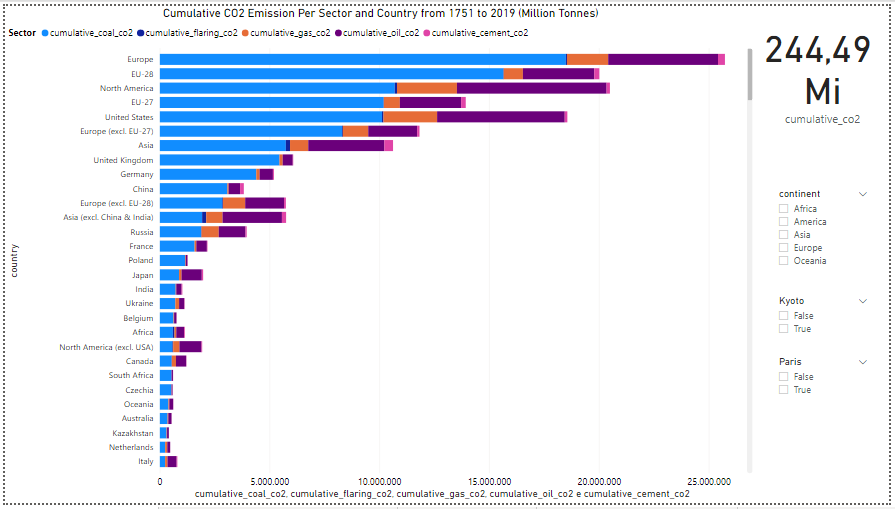 Cumulative CO2 Emission Per Sector and Country from 1751 to 2019 (Million Tonnes)
Sector cumulative_coal_co2 cumulative_flaring_co2 cumulative_gas_co2 cumulative_oil_co2 cumulative_cement_co2
Europe
EU-28
North America
EU-27
United States
Europe (excl. EU-27)
Asia
United Kingdom
Germany
China
Europe (excl. EU-28)
Asia (excl. China & India)
Russia
France
Poland
Japan
India
Ukraine
Belgium
Africa
North America (excl. USA)
Canada
South Africa
Czechia
Oceania
Australia
Kazakhstan
Netherlands
Italy
country
0 5.000.000 10.000.000 15.000.000 20.000.000 25.000.000
cumulative_coal_co2, cumulative_flaring_co2, cumulative_gas_co2, cumulative_oil_co2 e cumulative_cement_co2
244,49
Mi
cumulative_co2
continent
Africa
America
Asia
Europe
Oceania
Kyoto
False
True
Paris
False
True